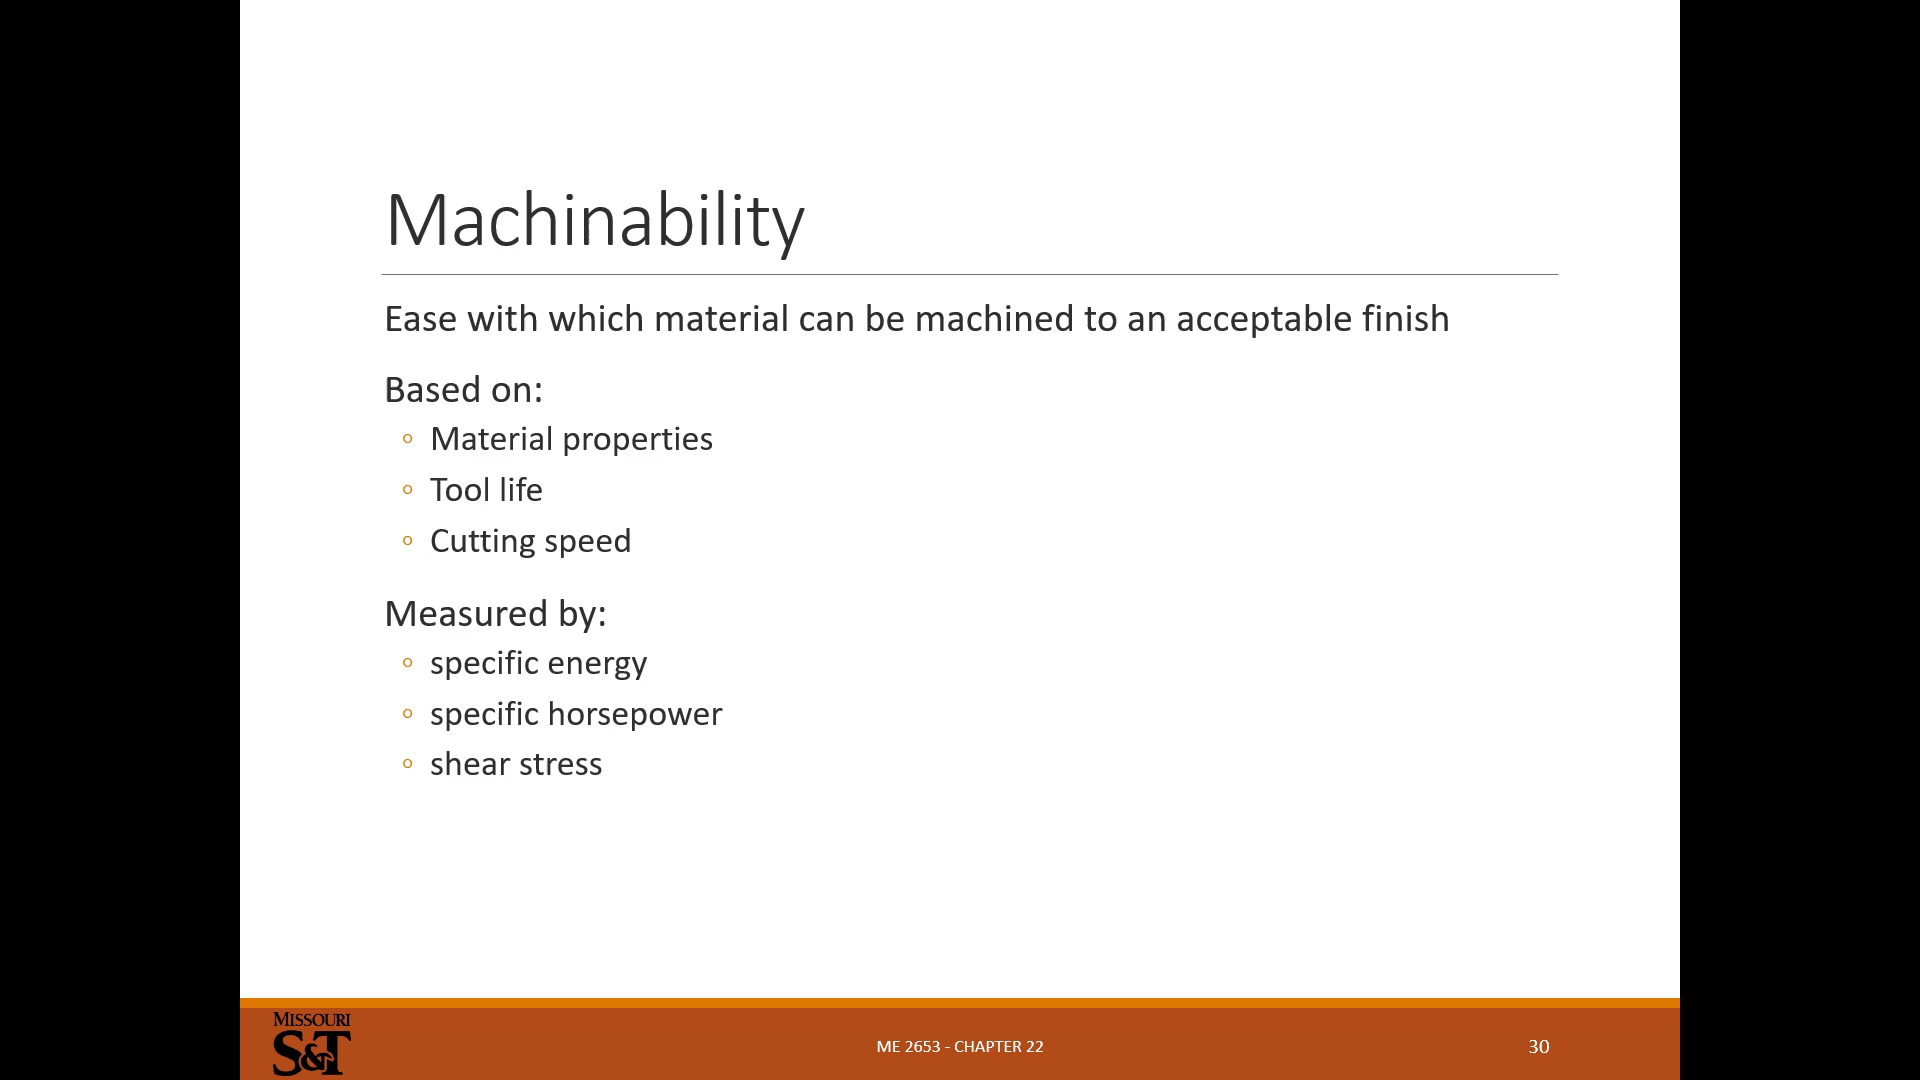 Machinability
Ease with which material can be machined to an acceptable finish
Based on:
◦ Material properties
◦ Tool life
◦ Cutting speed
Measured by:
◦ specific energy
◦ specific horsepower
◦ shear stress
MISSOURI
S&T
ME 2653 - CHAPTER 22
30